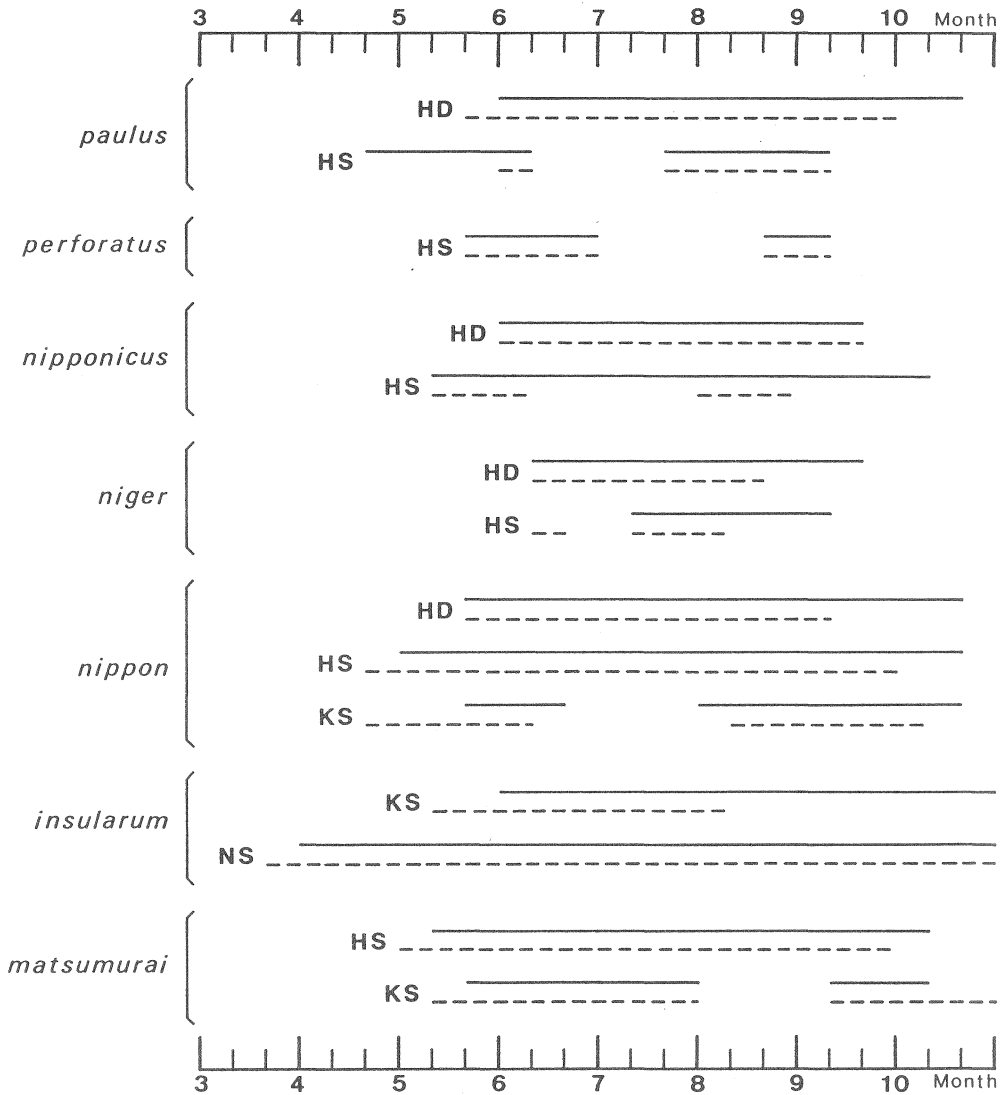 3 4 5 6 7 8 9 10 Month
HD
paulus
HS
perforatus HS
HD
nipponicus
HS
HD
niger
HS
HD
nippon HS
KS
KS
insularum
NS
HS
matsumurai
KS
3 4 5 6 7 8 9 10 Month